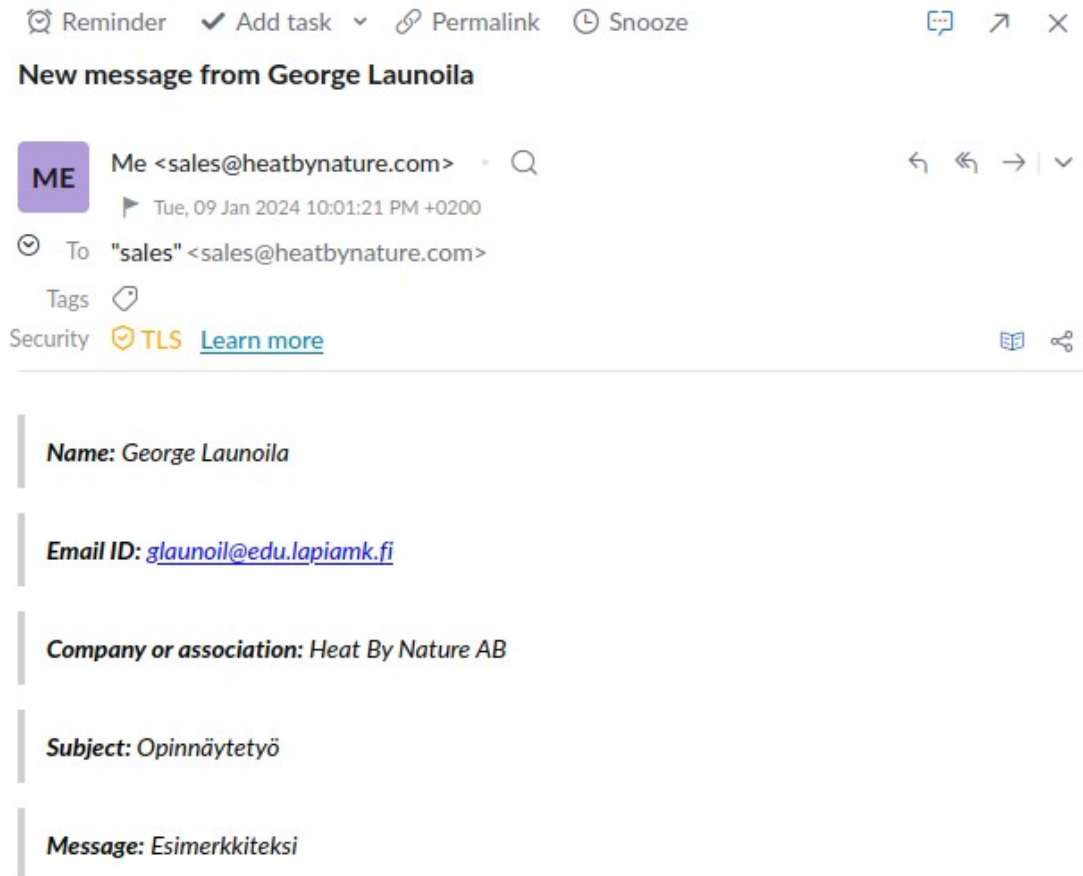 Reminder Add task Permalink Snooze
New message from George Launoila
ME
Me <sales@heatbynature.com>
Tue, 09 Jan 2024 10:01:21 PM +0200
To "sales" <sales@heatbynature.com>
Tags
Security TLS Learn more
Name: George Launoila
Email ID: glaunoil@edu.lapiamk.fi
Company or association: Heat By Nature AB
Subject: Opinnäytetyö
Message: Esimerkkiteksi